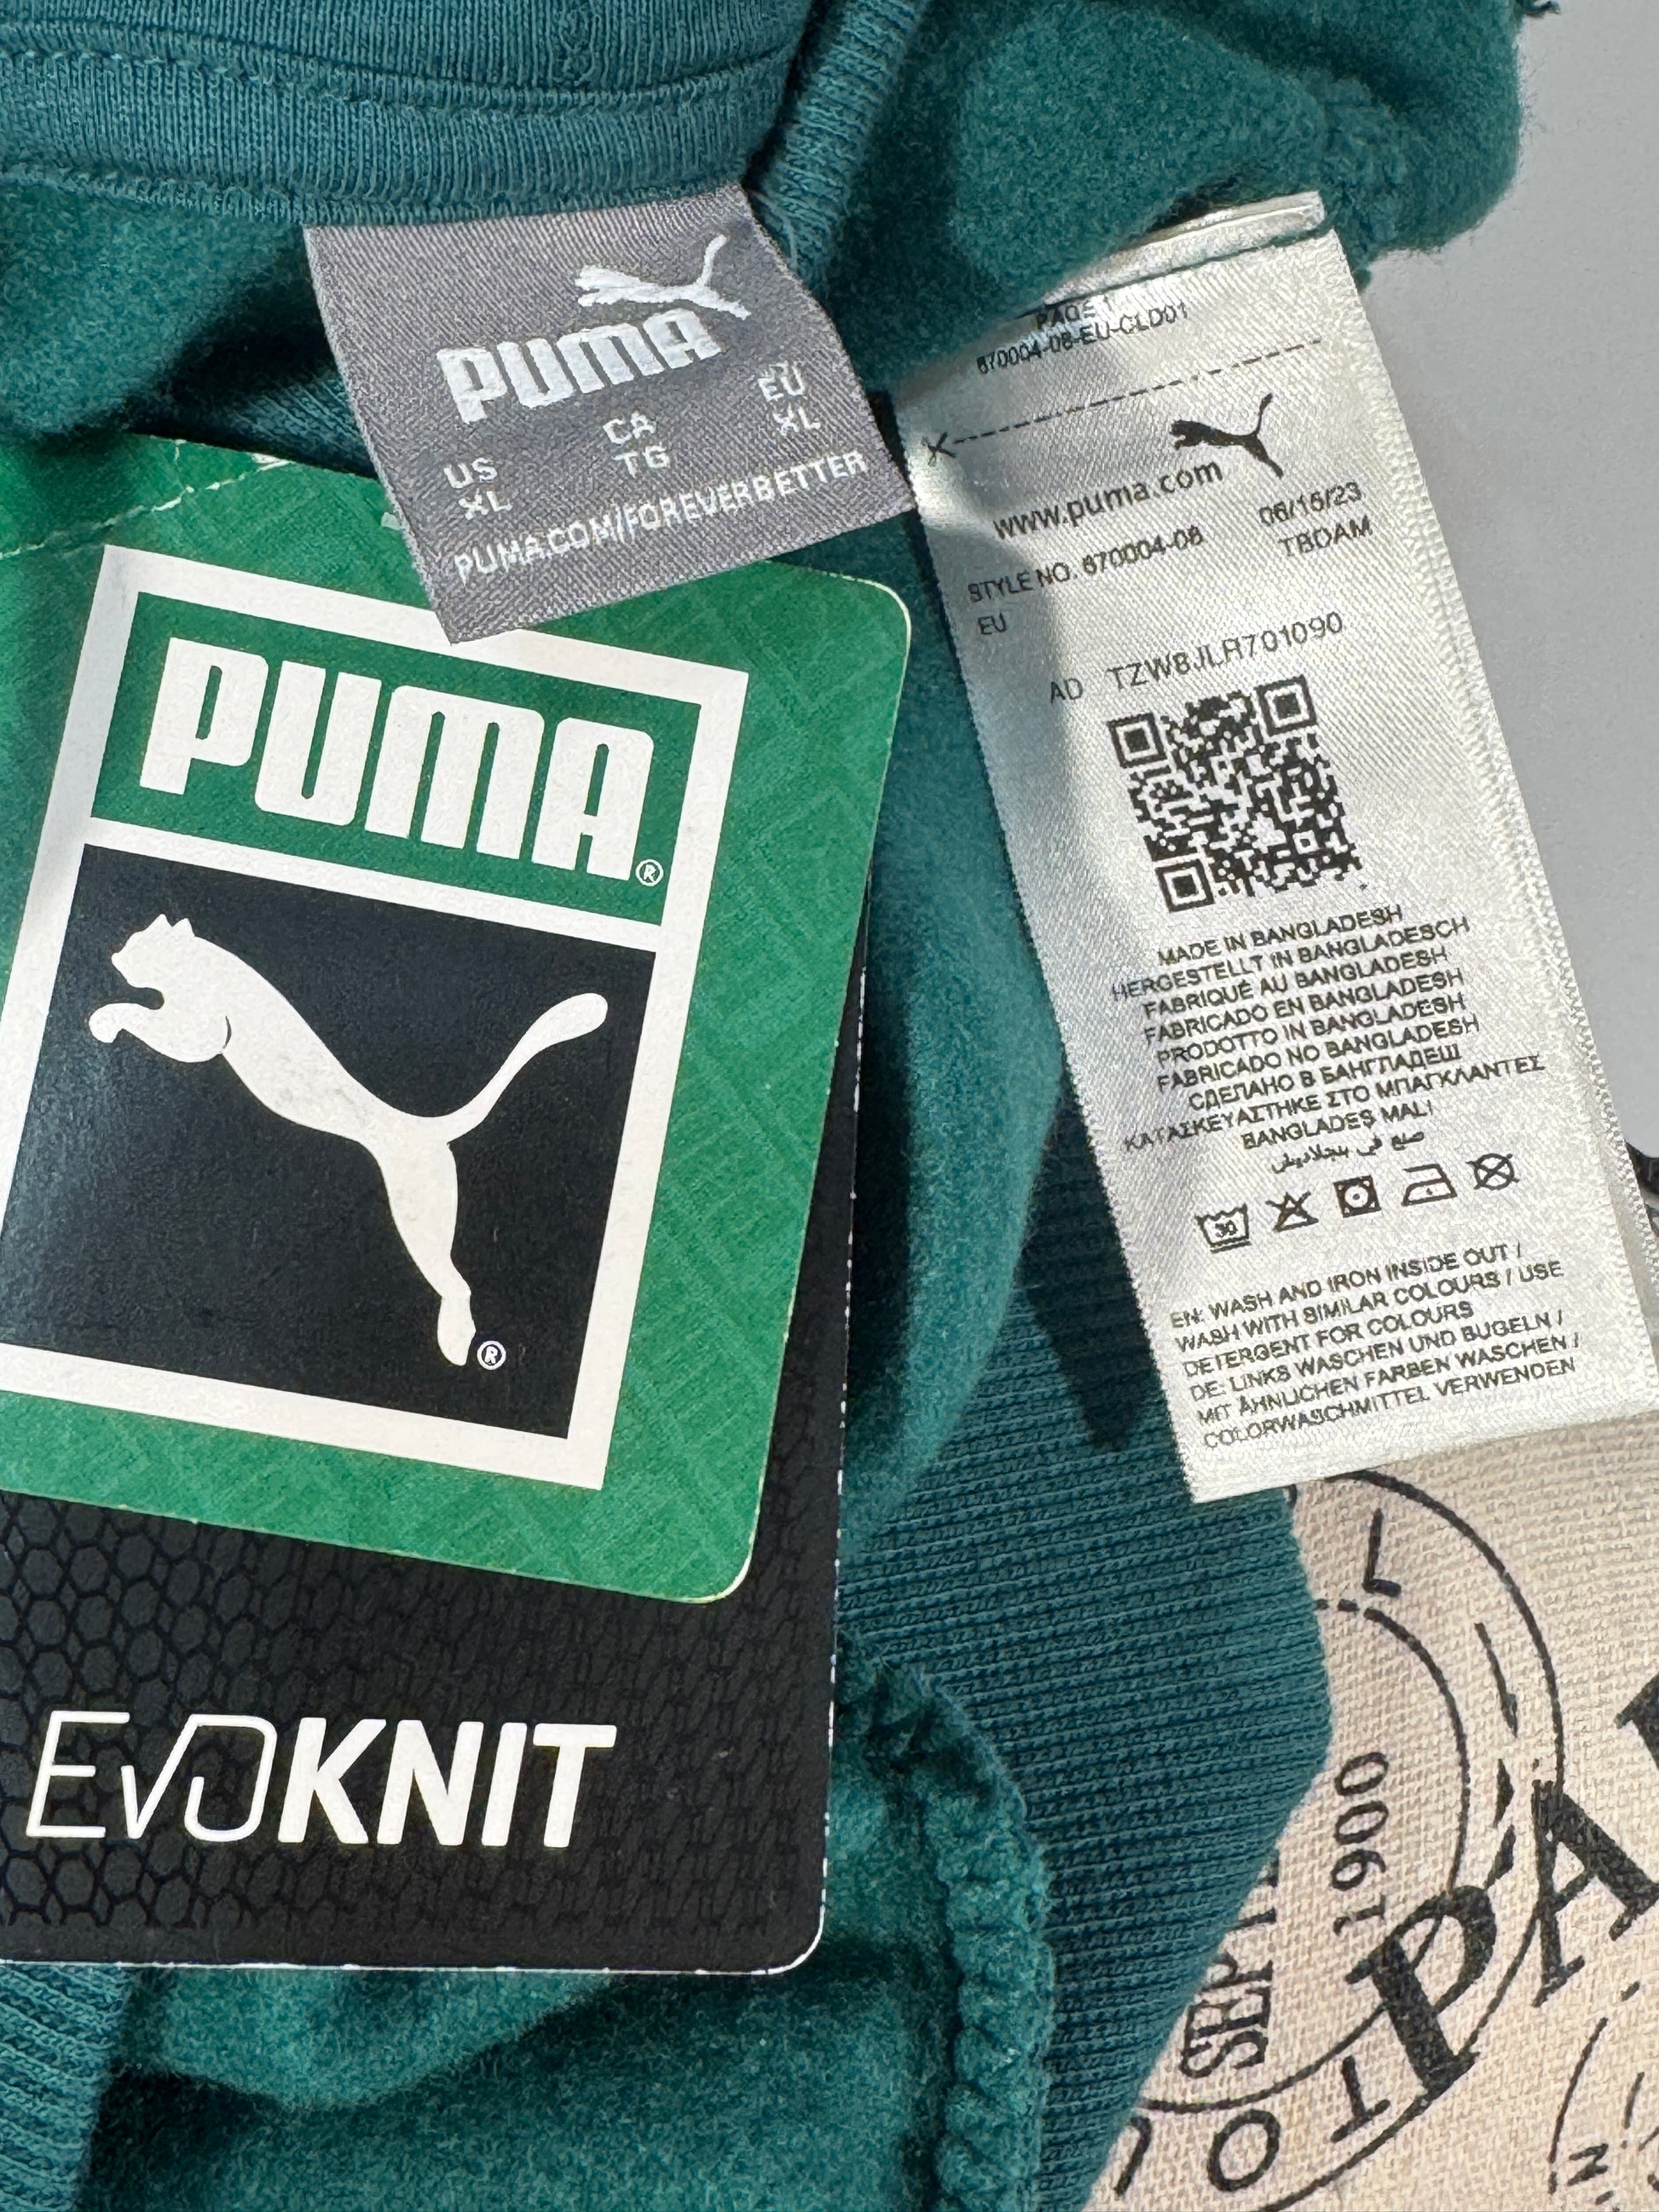 PUMA
US CA EU
XL TG XL
PUMA.COM/FOREVERBETTER
PUMA®
®
EVOKNIT
PAGE 1
670004-08-EU-CLD01
www.puma.com
06/15/23
STYLE NO. 670004-08 TBDAM
EU
AD TZW8JLR701090
MADE IN BANGLADESH
HERGESTELLT IN BANGLADESCH
FABRIQUÉ AU BANGLADESH
FABRICADO EN BANGLADESH
PRODOTTO IN BANGLADESH
FABRICADO NO BANGLADESH
СДЕЛАНО В БАНГЛАДЕШ
ΚΑΤΑΣΚΕΥΑΣΤΗΚΕ ΣΤΟ ΜΠΑΓΚΛΑΝΤΕΣ
BANGLADEŞ MALI
صنع في بنجلاديش
30
EN: WASH AND IRON INSIDE OUT /
WASH WITH SIMILAR COLOURS / USE
DETERGENT FOR COLOURS
DE: LINKS WASCHEN UND BÜGELN /
MIT ÄHNLICHEN FARBEN WASCHEN /
COLORWASCHMITTEL VERWENDEN
1900